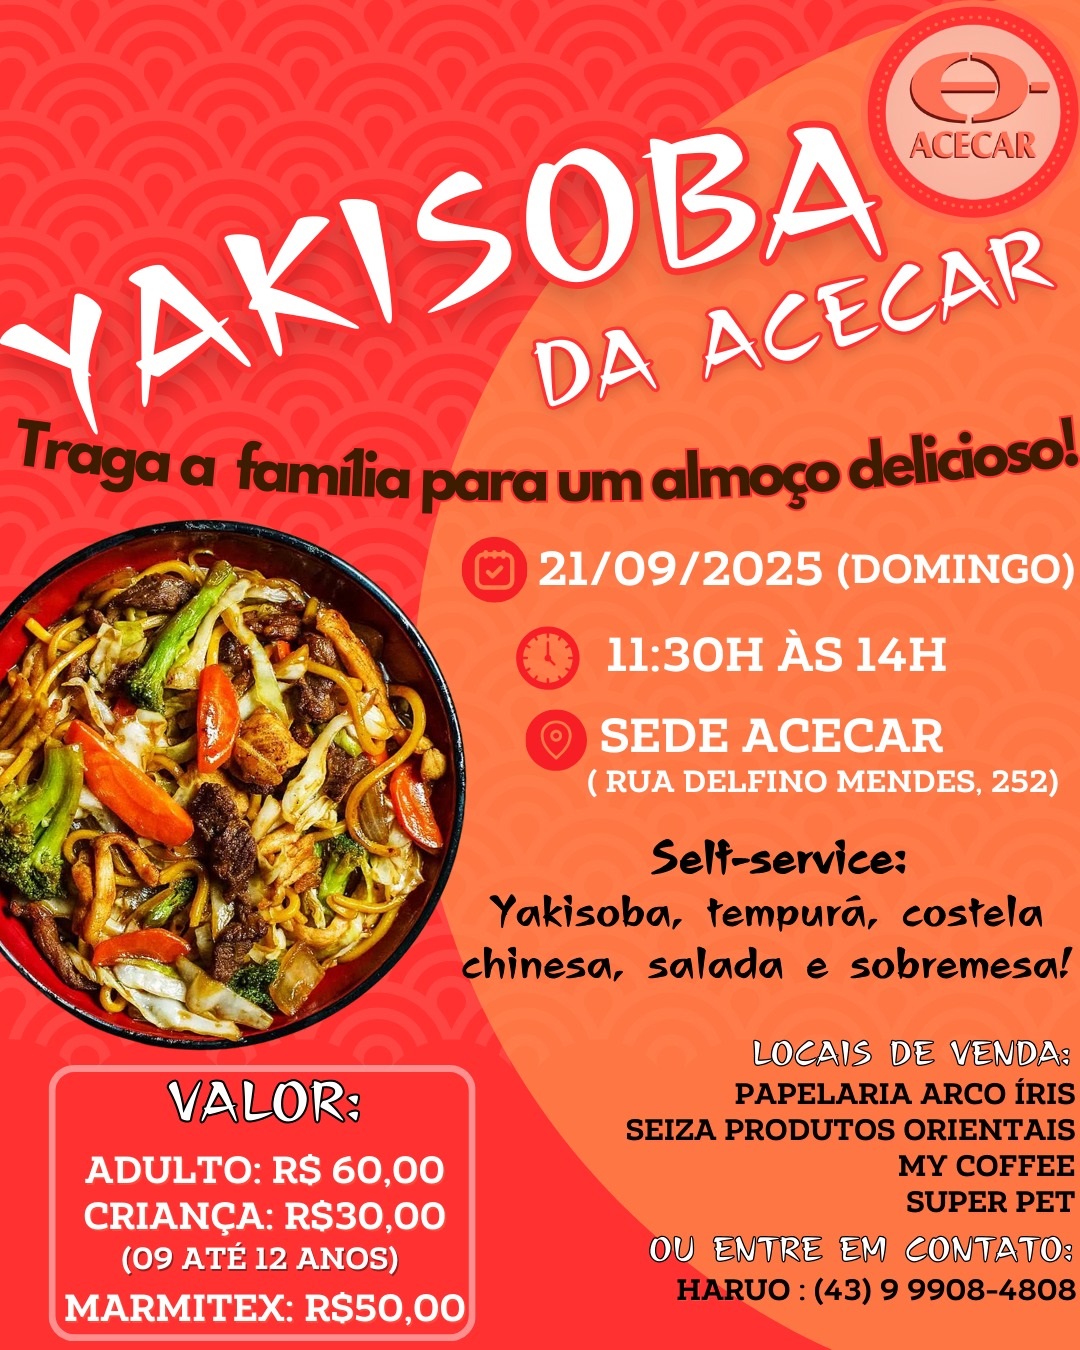 ACECAR
YAKISOBA
DA ACECAR
Traga a família para um almoço delicioso!
21/09/2025 (DOMINGO)
11:30H ÀS 14H
SEDE ACECAR
( RUA DELFINO MENDES, 252)
Self-service:
Yakisoba, tempurá, costela
chinesa, salada e sobremesa!
VALOR:
ADULTO: R$ 60,00
CRIANÇA: R$30,00
(09 ATÉ 12 ANOS)
MARMITEX: R$50,00
LOCAIS DE VENDA:
PAPELARIA ARCO ÍRIS
SEIZA PRODUTOS ORIENTAIS
MY COFFEE
SUPER PET
OU ENTRE EM CONTATO:
HARUO : (43) 9 9908-4808